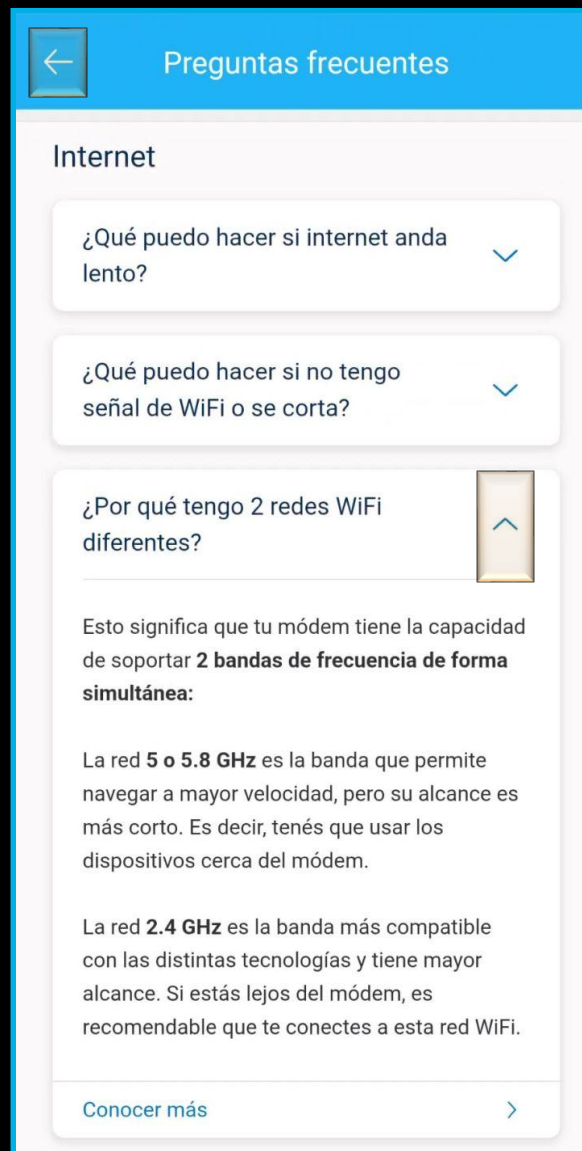 Preguntas frecuentes
Internet
¿Qué puedo hacer si internet anda
lento?
¿Qué puedo hacer si no tengo
señal de WiFi o se corta?
¿Por qué tengo 2 redes WiFi
diferentes?
Esto significa que tu módem tiene la capacidad
de soportar 2 bandas de frecuencia de forma
simultánea:
La red 5 o 5.8 GHz es la banda que permite
navegar a mayor velocidad, pero su alcance es
más corto. Es decir, tenés que usar los
dispositivos cerca del módem.
La red 2.4 GHz es la banda más compatible
con las distintas tecnologías y tiene mayor
alcance. Si estás lejos del módem, es
recomendable que te conectes a esta red WiFi.
Conocer más